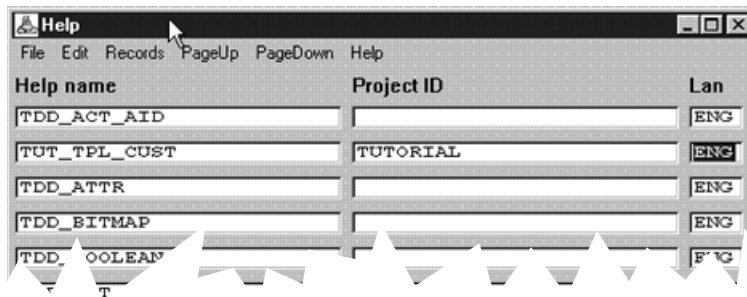 Help
File Edit Records PageUp PageDown Help
Help name Project ID Lan
TDD_ACT_AID ENG
TUT_TPL_CUST TUTORIAL ENG
TDD_ATTR ENG
TDD_BITMAP ENG